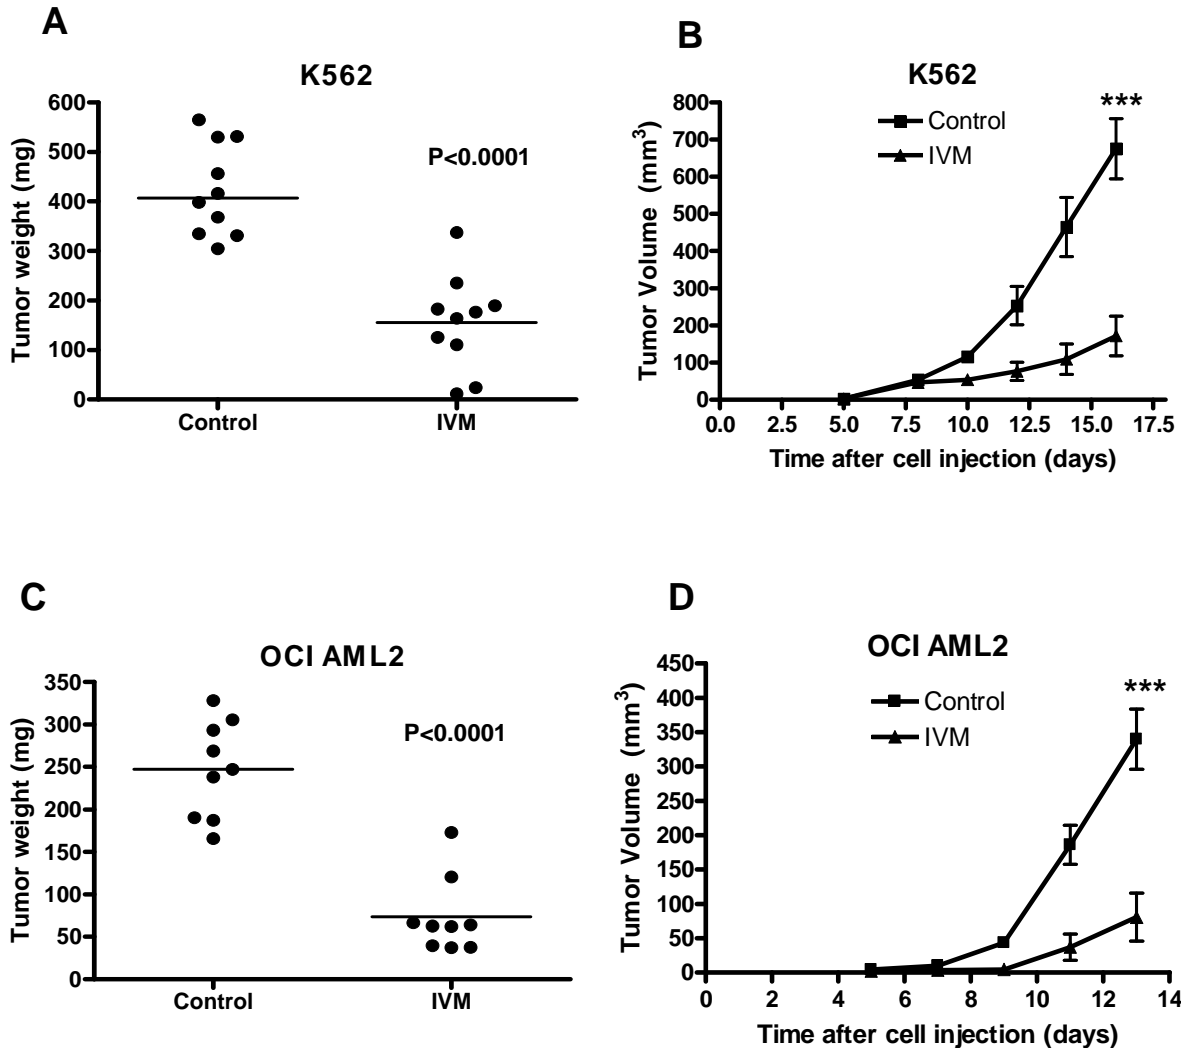 A
K562
Tumor weight (mg)
600
500
400
300
200
100
0
P<0.0001
Control
IVM
B
K562
Tumor Volume (mm³)
800
700
600
500
400
300
200
100
0
Control
IVM
***
0.0
2.5
5.0
7.5
10.0
12.5
15.0
17.5
Time after cell injection (days)
C
OCI AML2
Tumor weight (mg)
350
300
250
200
150
100
50
0
P<0.0001
Control
IVM
D
OCI AML2
Tumor Volume (mm³)
450
400
350
300
250
200
150
100
50
0
Control
IVM
***
0
2
4
6
8
10
12
14
Time after cell injection (days)